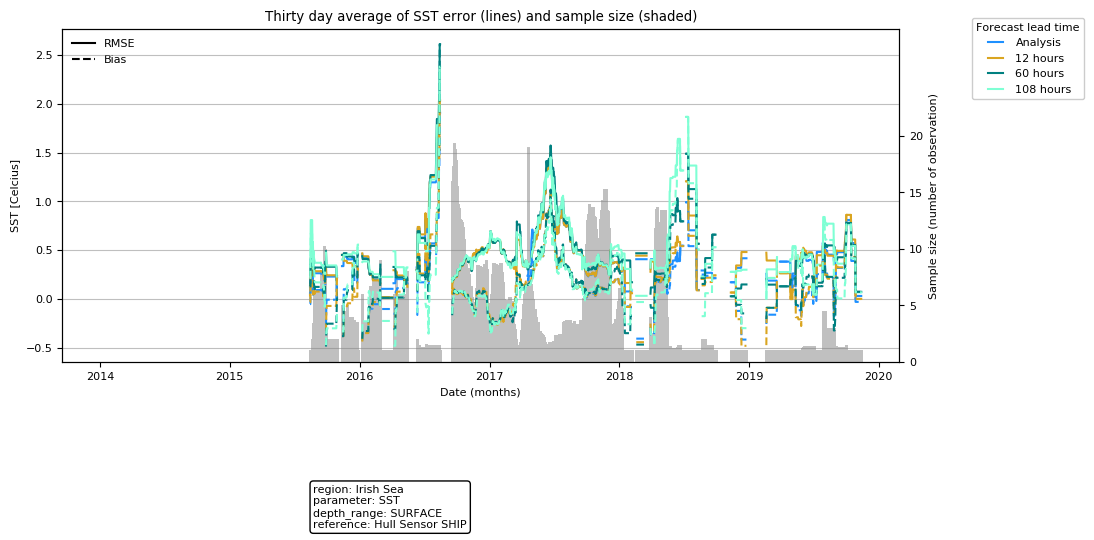 Thirty day average of SST error (lines) and sample size (shaded)
RMSE
Bias
Forecast lead time
Analysis
12 hours
60 hours
108 hours
SST [Celcius]
2.5
2.0
1.5
1.0
0.5
0.0
−0.5
Sample size (number of observation)
20
15
10
5
0
2014
2015
2016
2017
2018
2019
2020
Date (months)
region: Irish Sea
parameter: SST
depth_range: SURFACE
reference: Hull Sensor SHIP